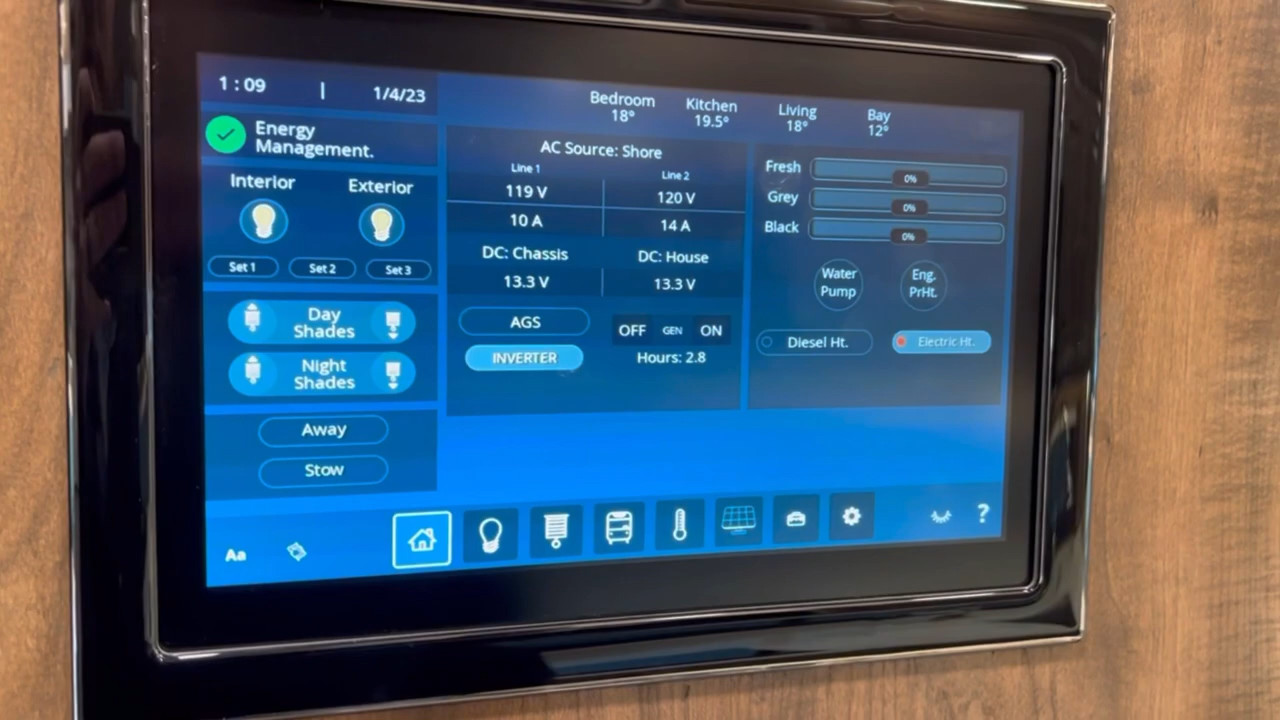 1:09 | 1/4/23
Bedroom
18°
Kitchen
19.5°
Living
18°
Bay
12°
Energy
Management.
Interior
Exterior
Set 1
Set 2
Set 3
Day
Shades
Night
Shades
Away
Stow
AC Source: Shore
Line 1
Line 2
119 V
120 V
10 A
14 A
DC: Chassis
DC: House
13.3 V
13.3 V
AGS
OFF GEN ON
INVERTER
Hours: 2.8
Fresh
0%
Grey
0%
Black
0%
Water
Pump
Eng.
PrHt.
Diesel Ht.
Electric Ht.
Aa
?